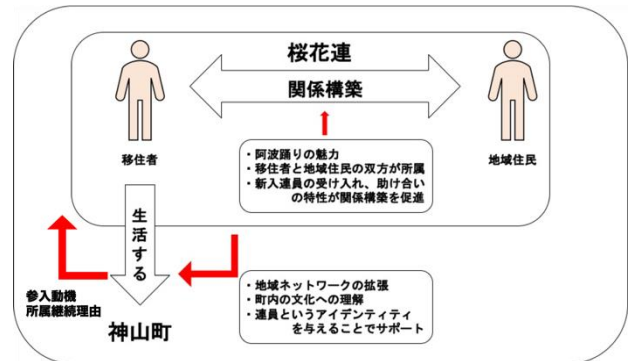 桜花連
関係構築
移住者
地域住民
・阿波踊りの魅力
・移住者と地域住民の双方が所属
・新入連員の受け入れ、助け合い
の特性が関係構築を促進
生活する
参入動機
所属継続理由
神山町
・地域ネットワークの拡張
・町内の文化への理解
・連員というアイデンティティ
を与えることでサポート